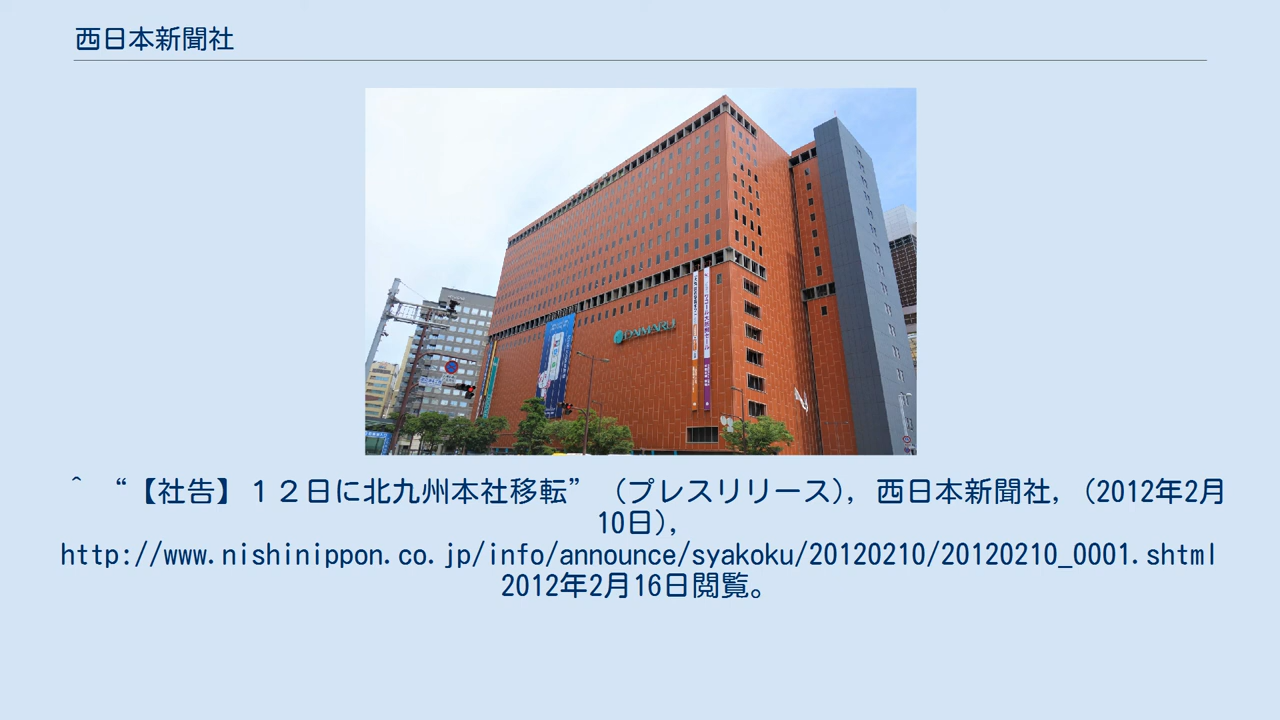 西日本新聞社
DAIMARU
^ “【社告】１２日に北九州本社移転” (プレスリリース), 西日本新聞社, (2012年2月
10日),
http://www.nishinippon.co.jp/info/announce/syakoku/20120210/20120210_0001.shtml
2012年2月16日閲覧。